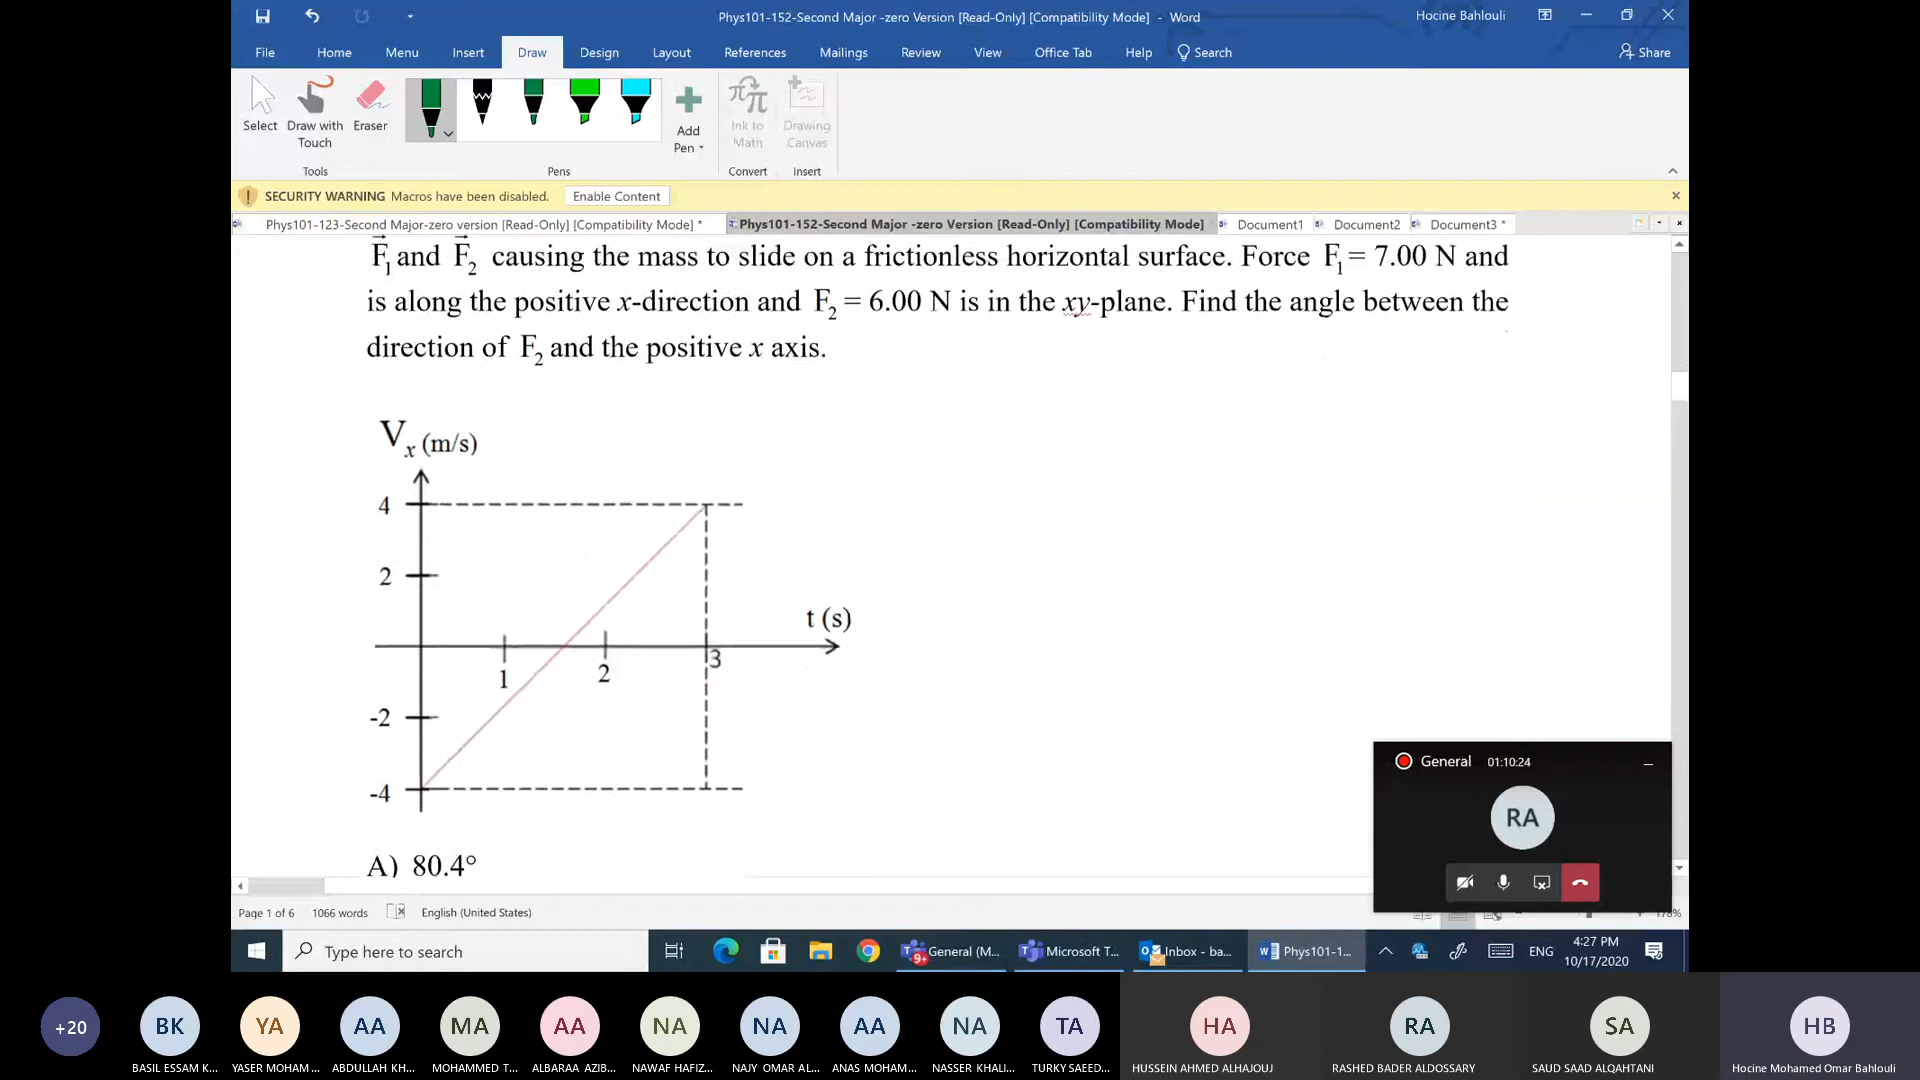 Phys101-152-Second Major -zero Version [Read-Only] [Compatibility Mode] - Word
Hocine Bahlouli
File Home Menu Insert Draw Design Layout References Mailings Review View Office Tab Help Search Share
Select
Draw with Touch
Eraser
Add Pen
Ink to Math
Drawing Canvas
Tools Pens Convert Insert
SECURITY WARNING Macros have been disabled. Enable Content
Phys101-123-Second Major-zero version [Read-Only] [Compatibility Mode] *
Phys101-152-Second Major -zero Version [Read-Only] [Compatibility Mode]
Document1
Document2
Document3 *
F₁ and F₂ causing the mass to slide on a frictionless horizontal surface. Force F₁ = 7.00 N and
is along the positive x-direction and F₂ = 6.00 N is in the xy-plane. Find the angle between the
direction of F₂ and the positive x axis.
Vx (m/s)
4
2
t (s)
1 2 3
-2
-4
A) 80.4°
General 01:10:24
RA
Page 1 of 6 1066 words English (United States)
178%
Type here to search
General (M...
9+
Microsoft T...
Inbox - ba...
Phys101-1...
ENG
4:27 PM
10/17/2020
+20 BK YA AA MA AA NA NA AA NA TA HA RA SA HB
BASIL ESSAM K...
YASER MOHAM...
ABDULLAH KH...
MOHAMMED T...
ALBARAA AZIB...
NAWAF HAFIZ...
NAJY OMAR AL...
ANAS MOHAM...
NASSER KHALI...
TURKY SAEED...
HUSSEIN AHMED ALHAJOUJ
RASHED BADER ALDOSSARY
SAUD SAAD ALQAHTANI
Hocine Mohamed Omar Bahlouli